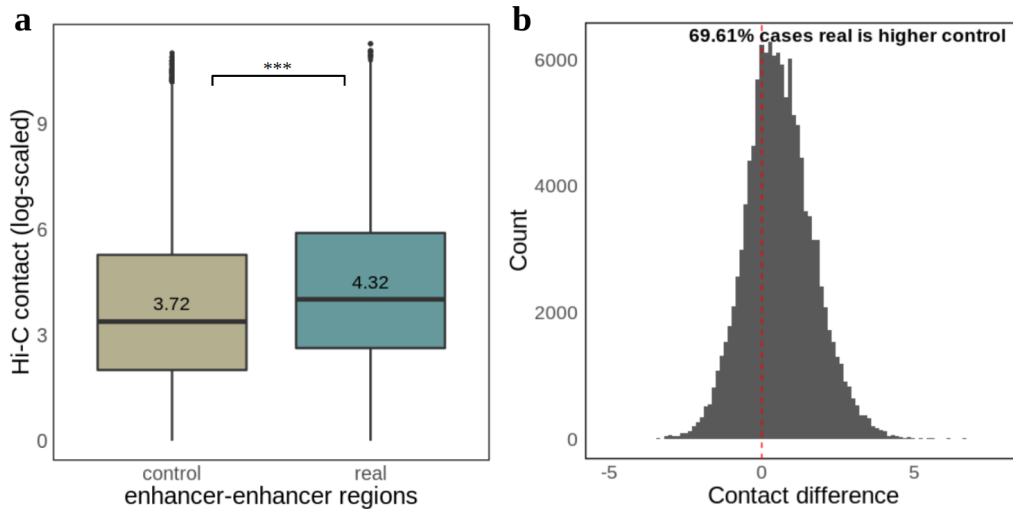 a
Hi-C contact (log-scaled)
9
6
3
0
***
3.72
4.32
control
real
enhancer-enhancer regions
b
69.61% cases real is higher control
Count
6000
4000
2000
0
-5
0
5
Contact difference